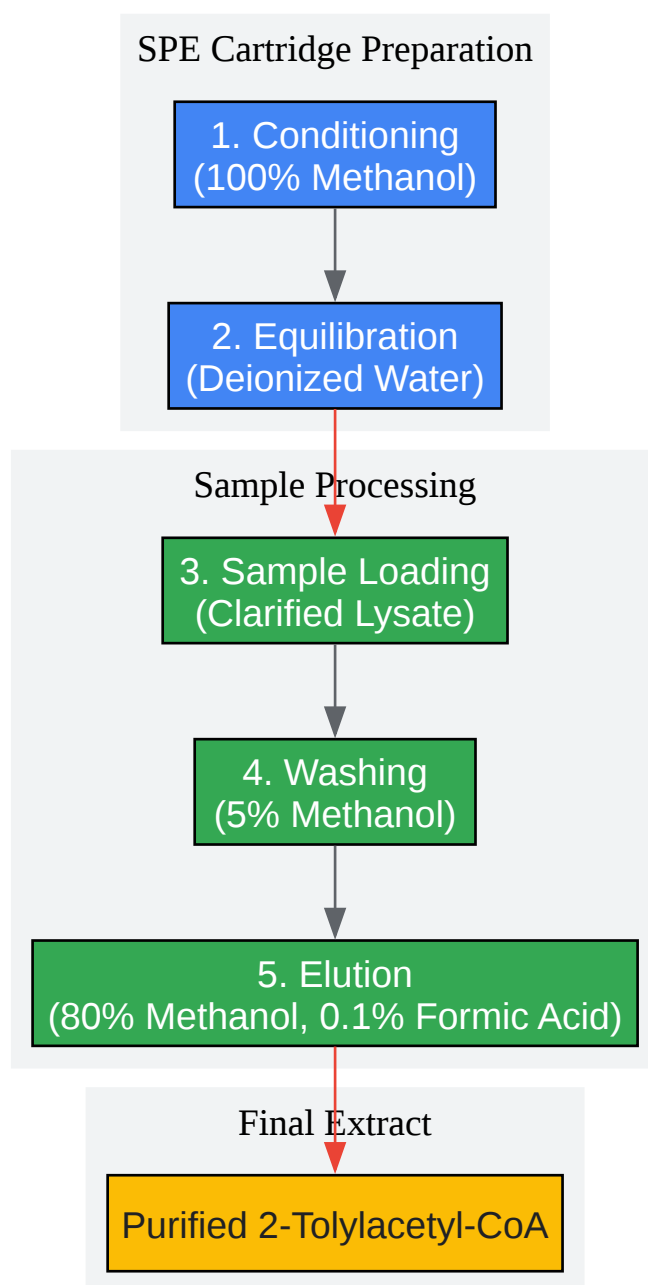 SPE Cartridge Preparation
1. Conditioning
(100% Methanol)
2. Equilibration
(Deionized Water)
Sample Processing
3. Sample Loading
(Clarified Lysate)
4. Washing
(5% Methanol)
5. Elution
(80% Methanol, 0.1% Formic Acid)
Final Extract
Purified 2-Tolylacetyl-CoA